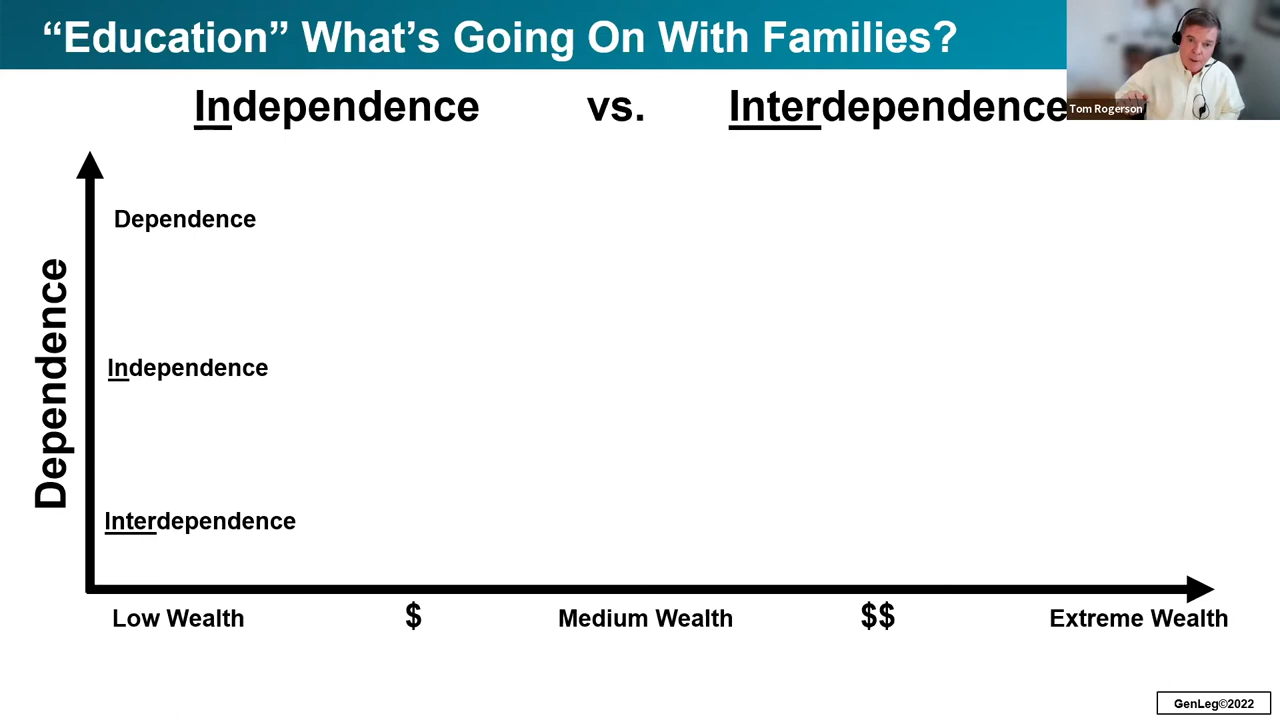 “Education” What’s Going On With Families?
Tom Rogerson
Independence vs. Interdependence
Dependence
Dependence
Independence
Interdependence
Low Wealth $ Medium Wealth $$ Extreme Wealth
GenLeg©2022